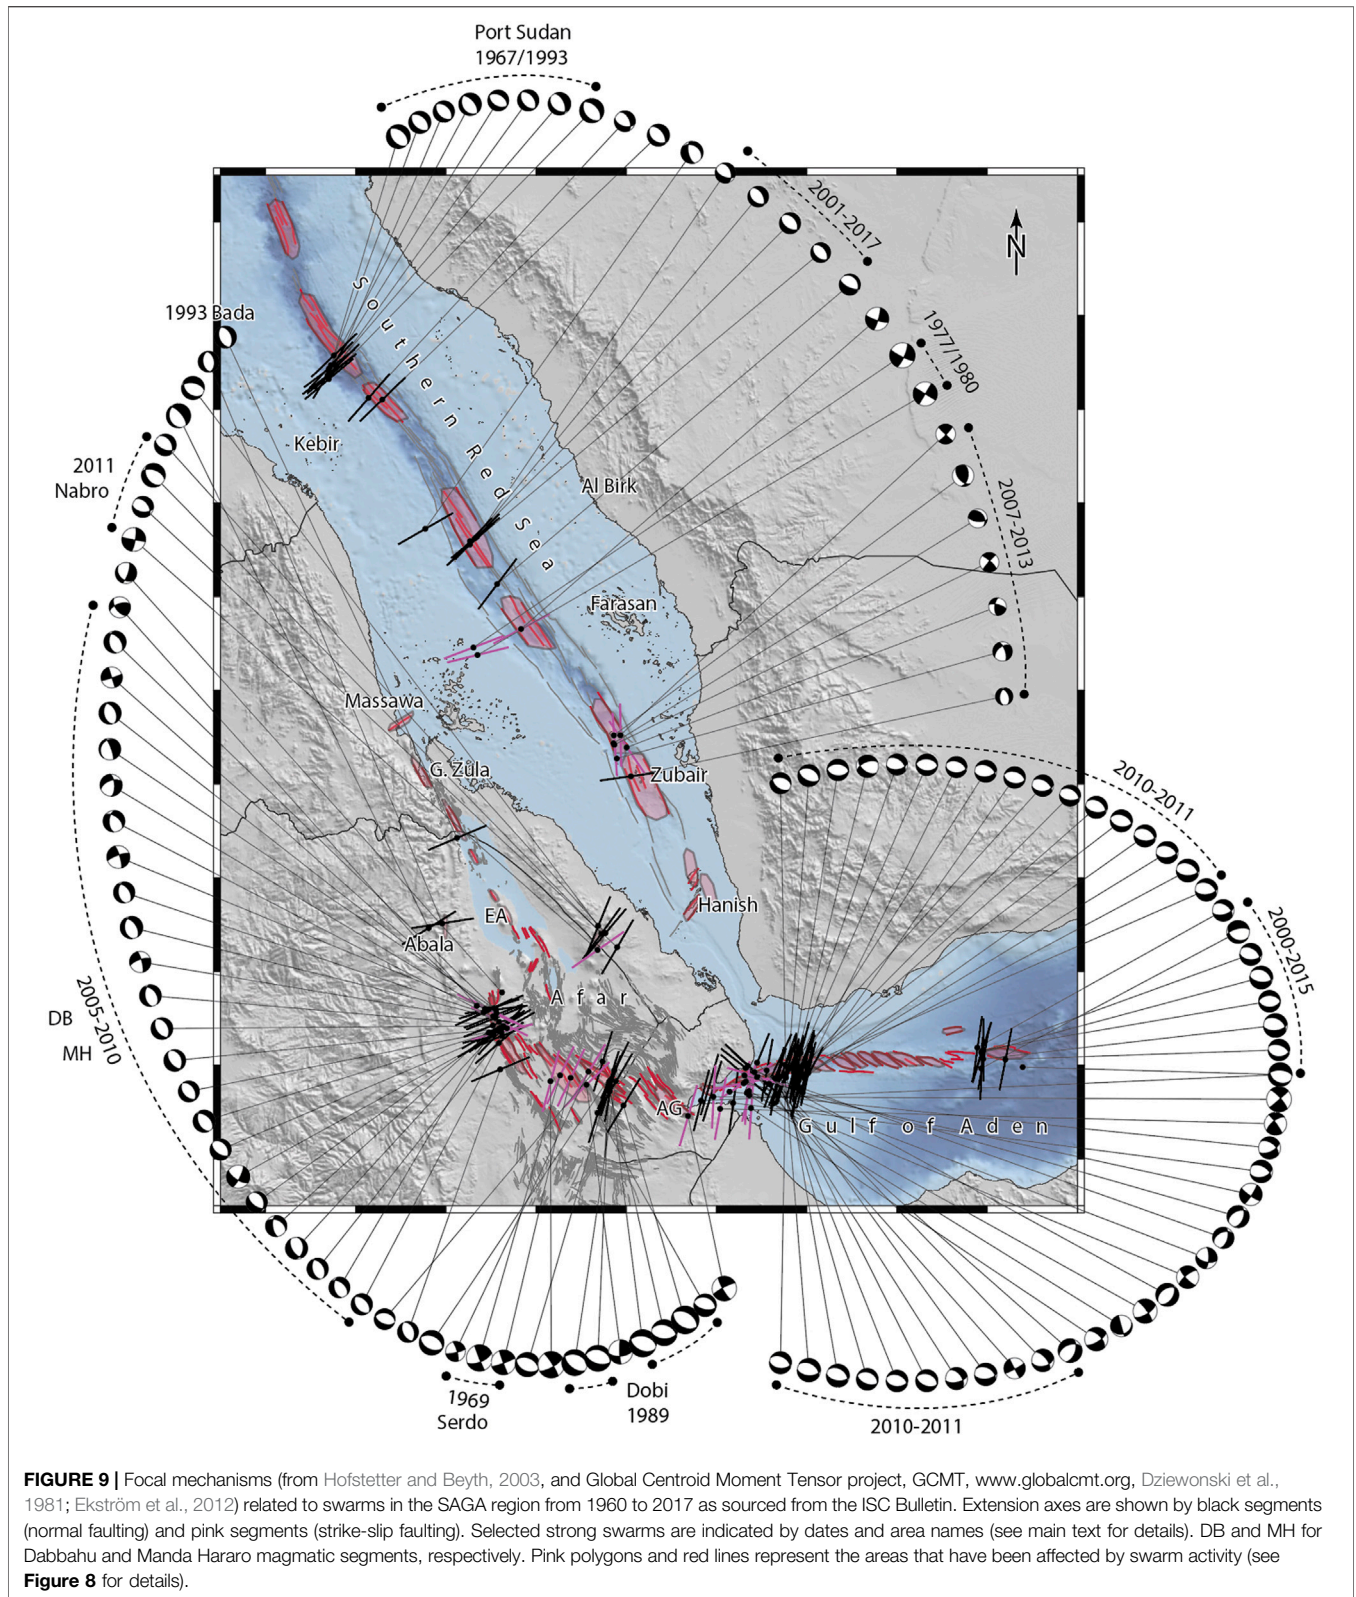 Port Sudan
1967/1993
2001-2017
N
1977/1980
1993 Bada
Southern Red Sea
Kebir
2011
Nabro
Al Birk
2007-2013
Farasan
Massawa
G. Zula
Zubair
2010-2011
EA
Hanish
Abala
2000-2015
Afar
2005-2010
DB
MH
AG
Gulf of Aden
1969
Serdo
Dobi
1989
2010-2011
FIGURE 9 | Focal mechanisms (from Hofstetter and Beyth, 2003, and Global Centroid Moment Tensor project, GCMT, www.globalcmt.org, Dziewonski et al.,
1981; Ekström et al., 2012) related to swarms in the SAGA region from 1960 to 2017 as sourced from the ISC Bulletin. Extension axes are shown by black segments
(normal faulting) and pink segments (strike-slip faulting). Selected strong swarms are indicated by dates and area names (see main text for details). DB and MH for
Dabbahu and Manda Hararo magmatic segments, respectively. Pink polygons and red lines represent the areas that have been affected by swarm activity (see
Figure 8 for details).